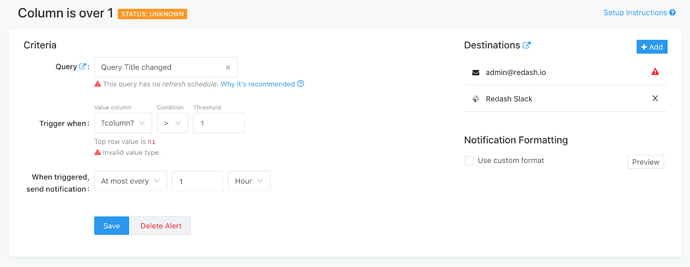 Column is over 1 STATUS: UNKNOWN
Setup Instructions
Criteria
Query :
Query Title changed
This query has no refresh schedule. Why it's recommended
Value column Condition Threshold
Trigger when:
?column? > 1
Top row value is hi
Invalid value type.
When triggered,
send notification:
At most every 1 Hour
Save Delete Alert
Destinations
+ Add
admin@redash.io
Redash Slack
Notification Formatting
Use custom format
Preview